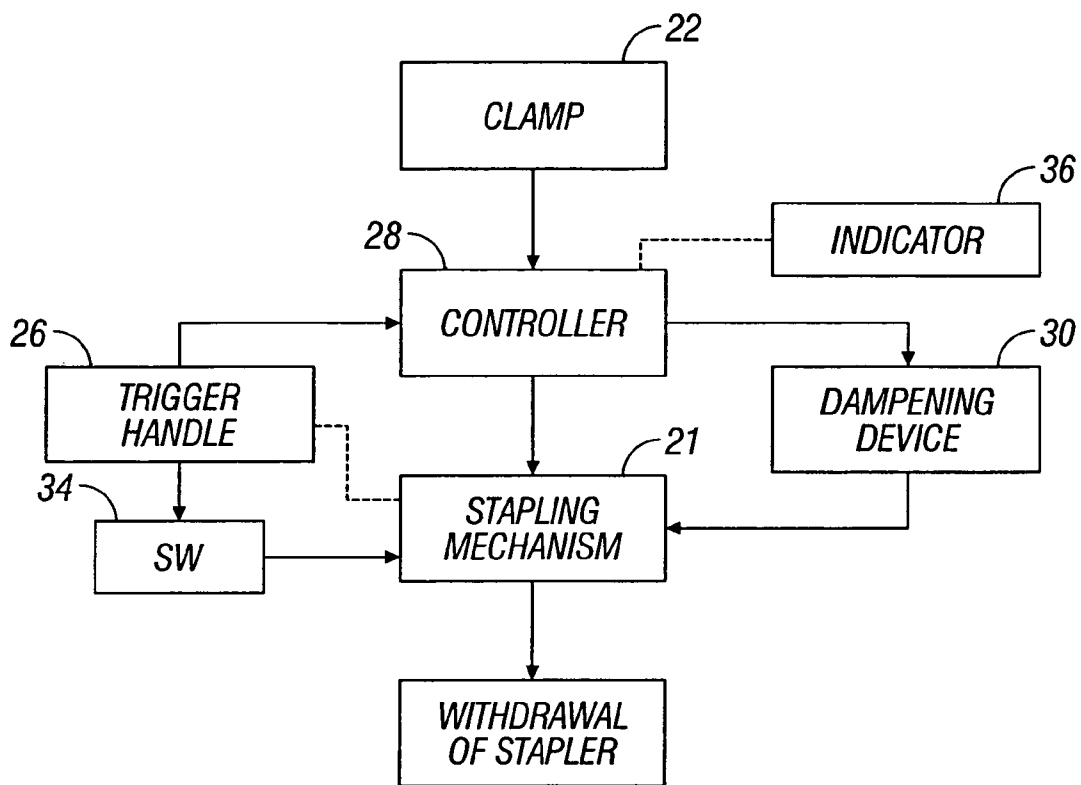 22
CLAMP
36
INDICATOR
28
CONTROLLER
26
TRIGGER
HANDLE
30
DAMPENING
DEVICE
21
STAPLING
MECHANISM
34
SW
WITHDRAWAL
OF STAPLER